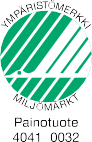 YMPÄRISTÖMERKKI
MILJÖMÄRKT
Painotuote
4041 0032